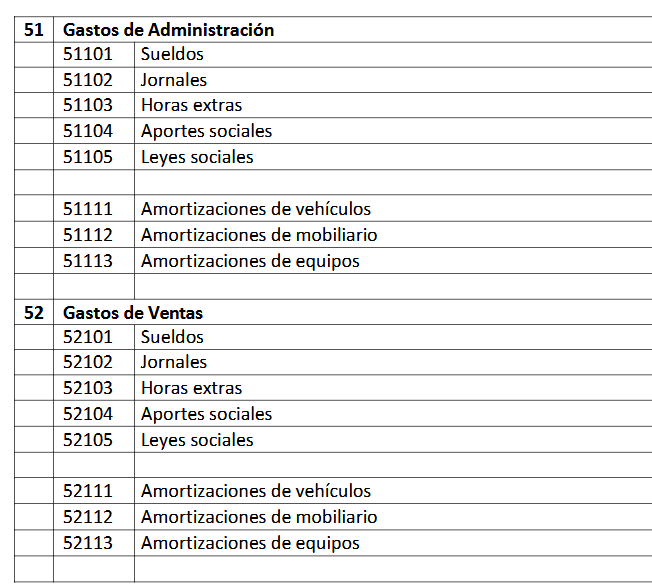 51 Gastos de Administración
51101 Sueldos
51102 Jornales
51103 Horas extras
51104 Aportes sociales
51105 Leyes sociales
51111 Amortizaciones de vehículos
51112 Amortizaciones de mobiliario
51113 Amortizaciones de equipos
52 Gastos de Ventas
52101 Sueldos
52102 Jornales
52103 Horas extras
52104 Aportes sociales
52105 Leyes sociales
52111 Amortizaciones de vehículos
52112 Amortizaciones de mobiliario
52113 Amortizaciones de equipos